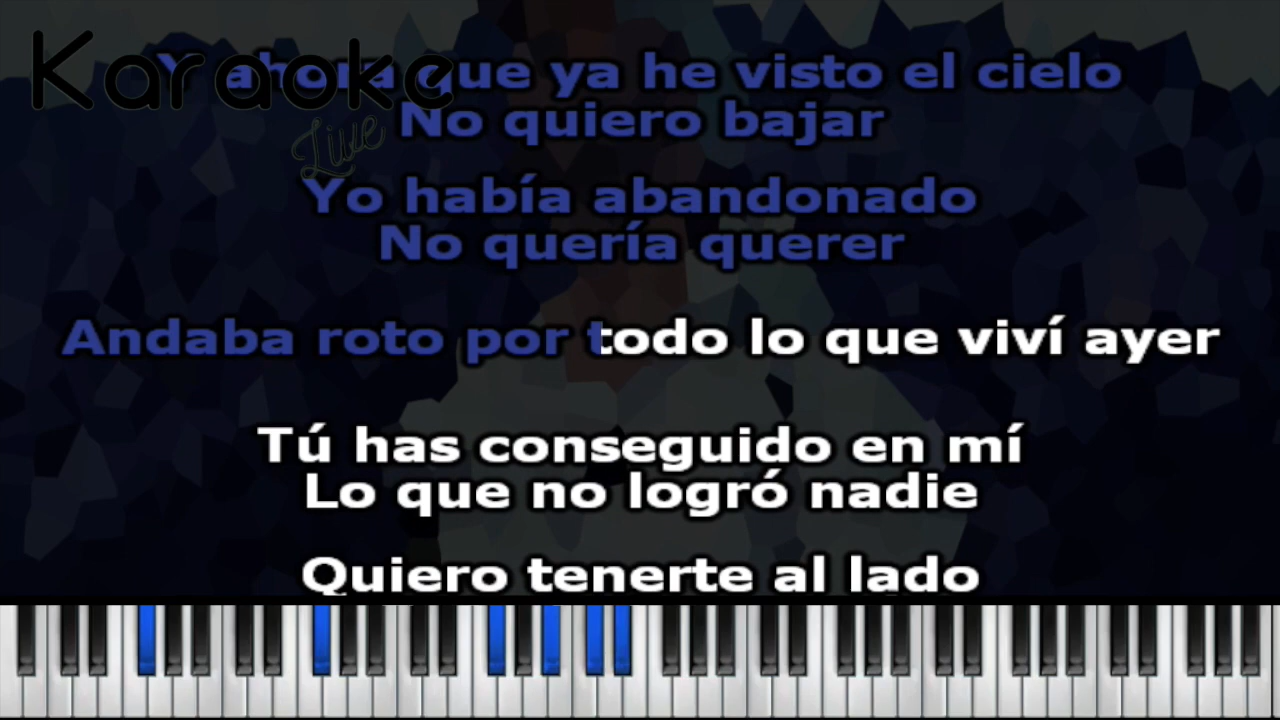 Karaoke
Live
Y ahora que ya he visto el cielo
No quiero bajar
Yo había abandonado
No quería querer
Andaba roto por todo lo que viví ayer
Tú has conseguido en mí
Lo que no logró nadie
Quiero tenerte al lado